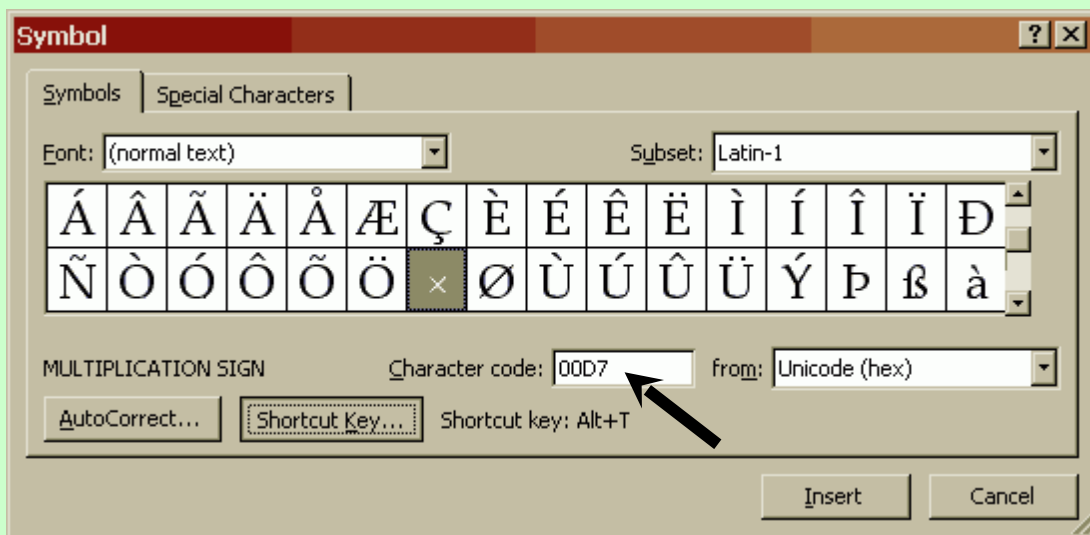 Symbol
Symbols Special Characters
Font: (normal text) Subset: Latin-1
Á Â Ã Ä Å Æ Ç È É Ê Ë Ì Í Î Ï Ð
Ñ Ò Ó Ô Õ Ö × Ø Ù Ú Û Ü Ý Þ ß à
MULTIPLICATION SIGN Character code: 00D7 from: Unicode (hex)
AutoCorrect... Shortcut Key... Shortcut key: Alt+T
Insert Cancel